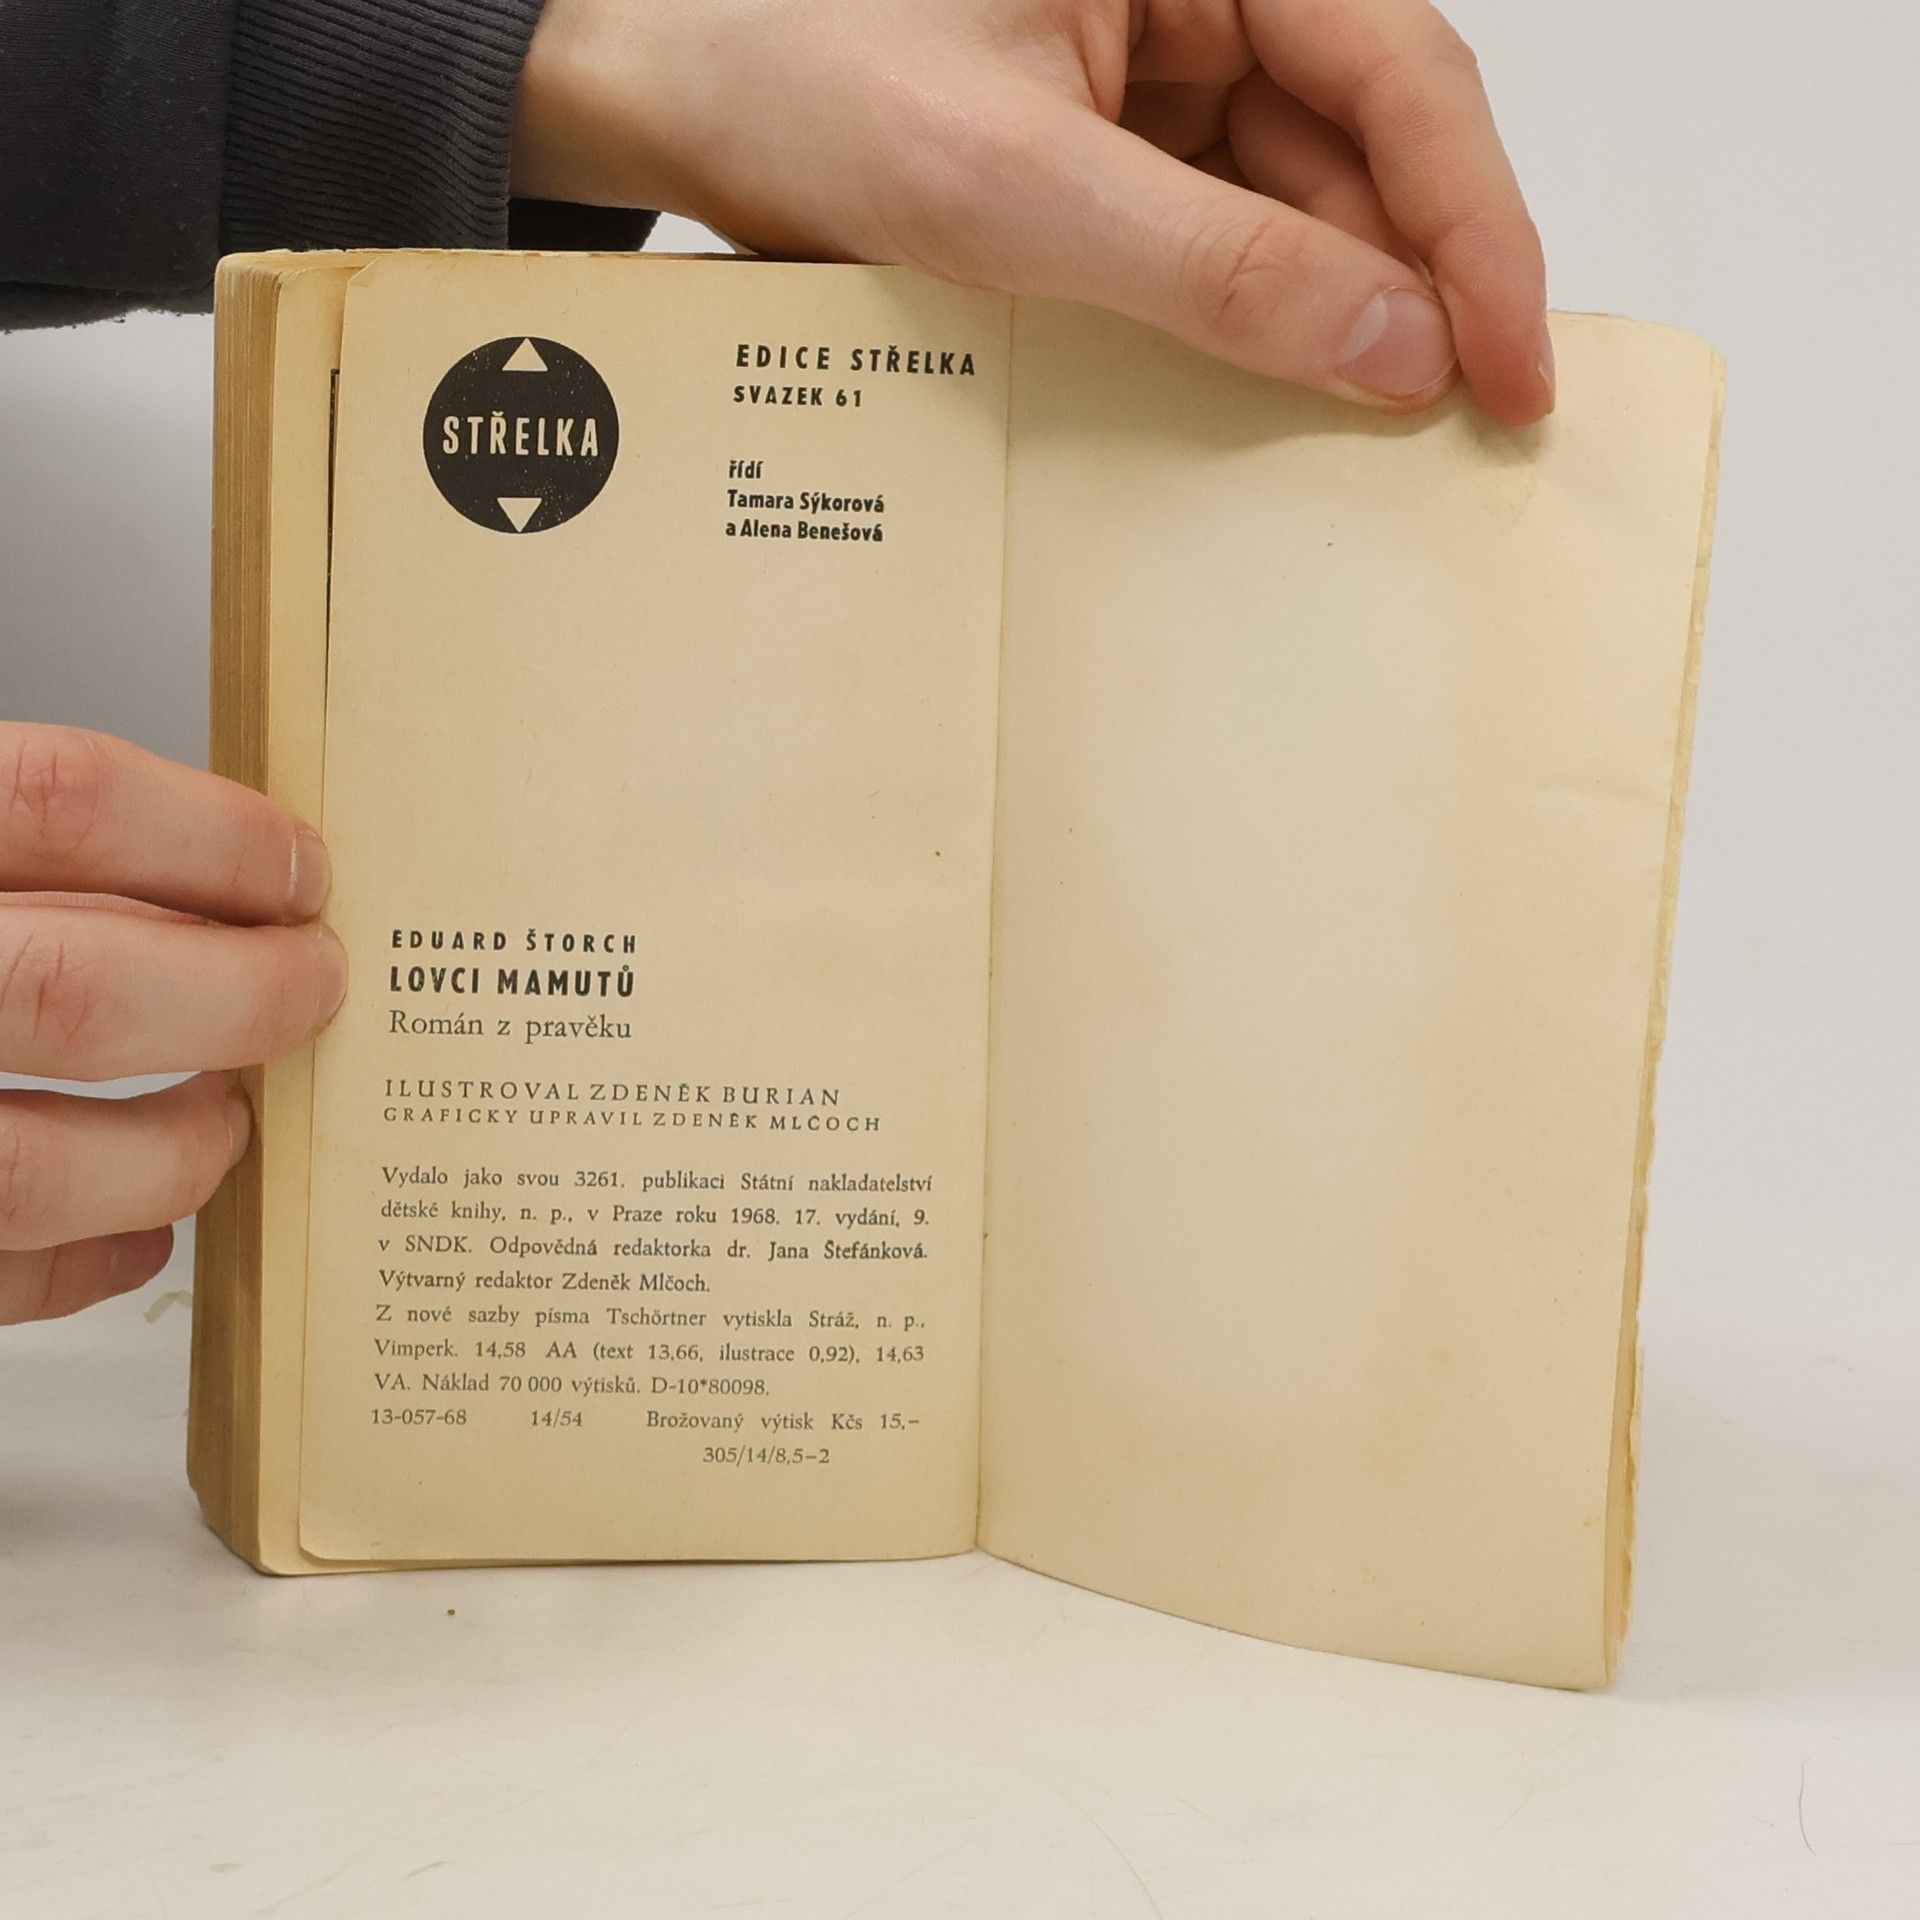 STŘELKA
EDICE STŘELKA
SVAZEK 61
řídí
Tamara Sýkorová
a Alena Benešová
EDUARD ŠTORCH
LOVCI MAMUTŮ
Román z pravěku
ILUSTROVAL ZDENĚK BURIAN
GRAFICKY UPRAVIL ZDENĚK MLČOCH
Vydalo jako svou 3261. publikaci Státní nakladatelství
dětské knihy, n. p., v Praze roku 1968. 17. vydání, 9.
v SNDK. Odpovědná redaktorka dr. Jana Štefánková.
Výtvarný redaktor Zdeněk Mlčoch.
Z nové sazby písma Tschörtner vytiskla Stráž, n. p.,
Vimperk. 14,58 AA (text 13,66, ilustrace 0,92), 14,63
VA. Náklad 70 000 výtisků. D-10*80098.
13-057-68 14/54 Brožovaný výtisk Kčs 15,–
305/14/8,5–2